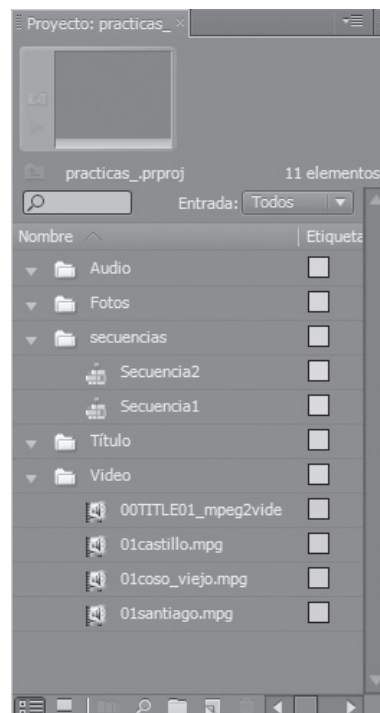 Proyecto: practicas_ ×
practicas_.prproj 11 elementos
Entrada: Todos
Nombre Etiqueta
Audio
Fotos
secuencias
Secuencia2
Secuencia1
Título
Video
00TITLE01_mpeg2vide
01castillo.mpg
01coso_viejo.mpg
01santiago.mpg